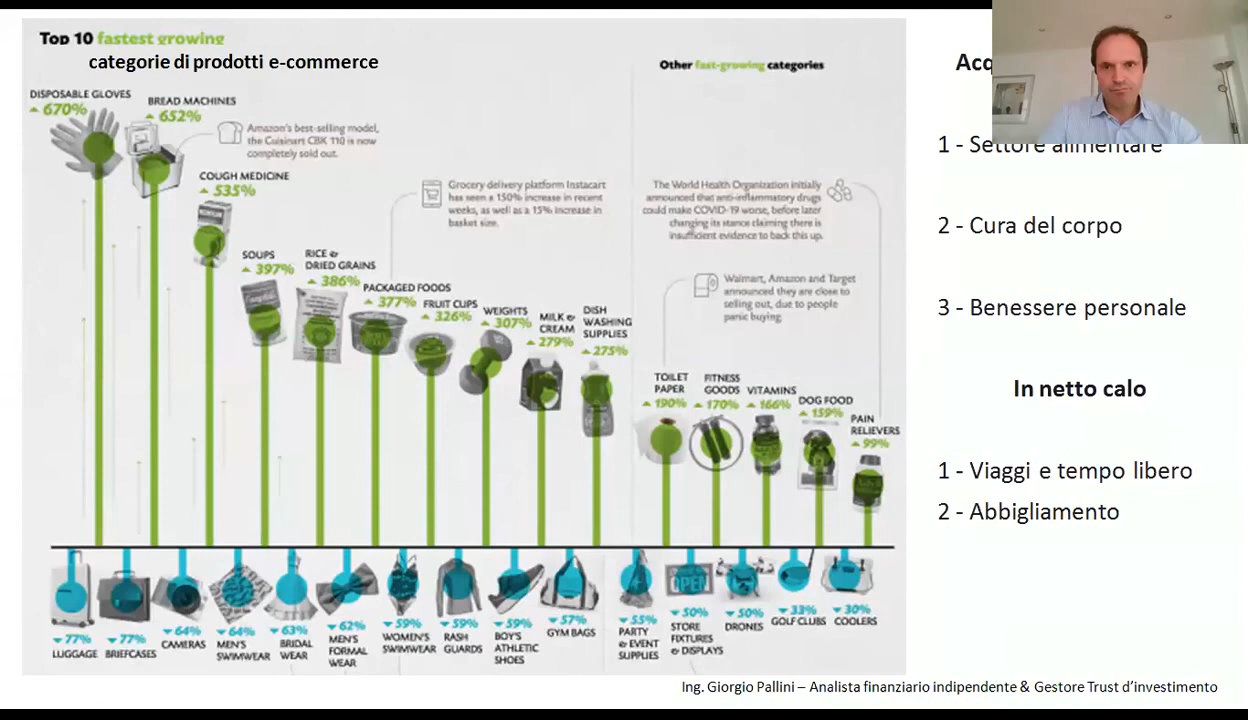 Top 10 fastest growing
categorie di prodotti e-commerce
Other fast-growing categories
DISPOSABLE GLOVES
670%
BREAD MACHINES
652%
Amazon's best-selling model,
the Cuisinart CBK 110 is now
completely sold out.
COUGH MEDICINE
535%
Grocery delivery platform Instacart
has seen a 150% increase in recent
weeks, as well as a 15% increase in
basket size.
The World Health Organization initially
announced that anti-inflammatory drugs
could make COVID-19 worse, before later
changing its stance claiming there is
insufficient evidence to back this up.
SOUPS
397%
RICE &
DRIED GRAINS
386%
PACKAGED FOODS
377%
FRUIT CUPS
326%
WEIGHTS
307%
MILK &
CREAM
279%
DISH
WASHING
SUPPLIES
275%
Walmart, Amazon and Target
announced they are close to
selling out, due to people
panic buying.
TOILET
PAPER
190%
FITNESS
GOODS
170%
VITAMINS
166%
DOG FOOD
159%
PAIN
RELIEVERS
99%
OPEN
77%
LUGGAGE
77%
BRIEFCASES
64%
CAMERAS
64%
MEN'S
SWIMWEAR
63%
BRIDAL
WEAR
62%
MEN'S
FORMAL
WEAR
59%
WOMEN'S
SWIMWEAR
59%
RASH
GUARDS
59%
BOY'S
ATHLETIC
SHOES
57%
GYM BAGS
55%
PARTY
& EVENT
SUPPLIES
50%
STORE
FIXTURES
& DISPLAYS
50%
DRONES
33%
GOLF CLUBS
30%
COOLERS
Acq
1 - Settore alimentare
2 - Cura del corpo
3 - Benessere personale
In netto calo
1 - Viaggi e tempo libero
2 - Abbigliamento
Ing. Giorgio Pallini – Analista finanziario indipendente & Gestore Trust d'investimento